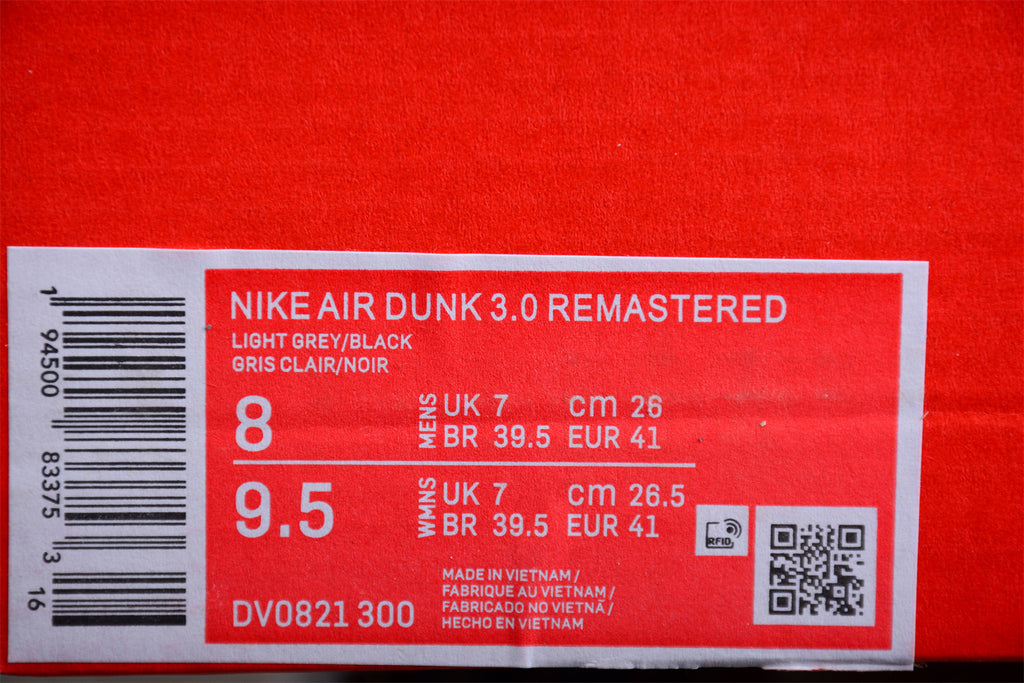 NIKE AIR DUNK 3.0 REMASTERED
LIGHT GREY/BLACK
GRIS CLAIR/NOIR
8
MENS
UK 7 cm 26
BR 39.5 EUR 41
9.5
WMNS
UK 7 cm 26.5
BR 39.5 EUR 41
DV0821 300
MADE IN VIETNAM /
FABRIQUE AU VIETNAM /
FABRICADO NO VIETNÃ /
HECHO EN VIETNAM
RFID
1 94500 83375 3 16